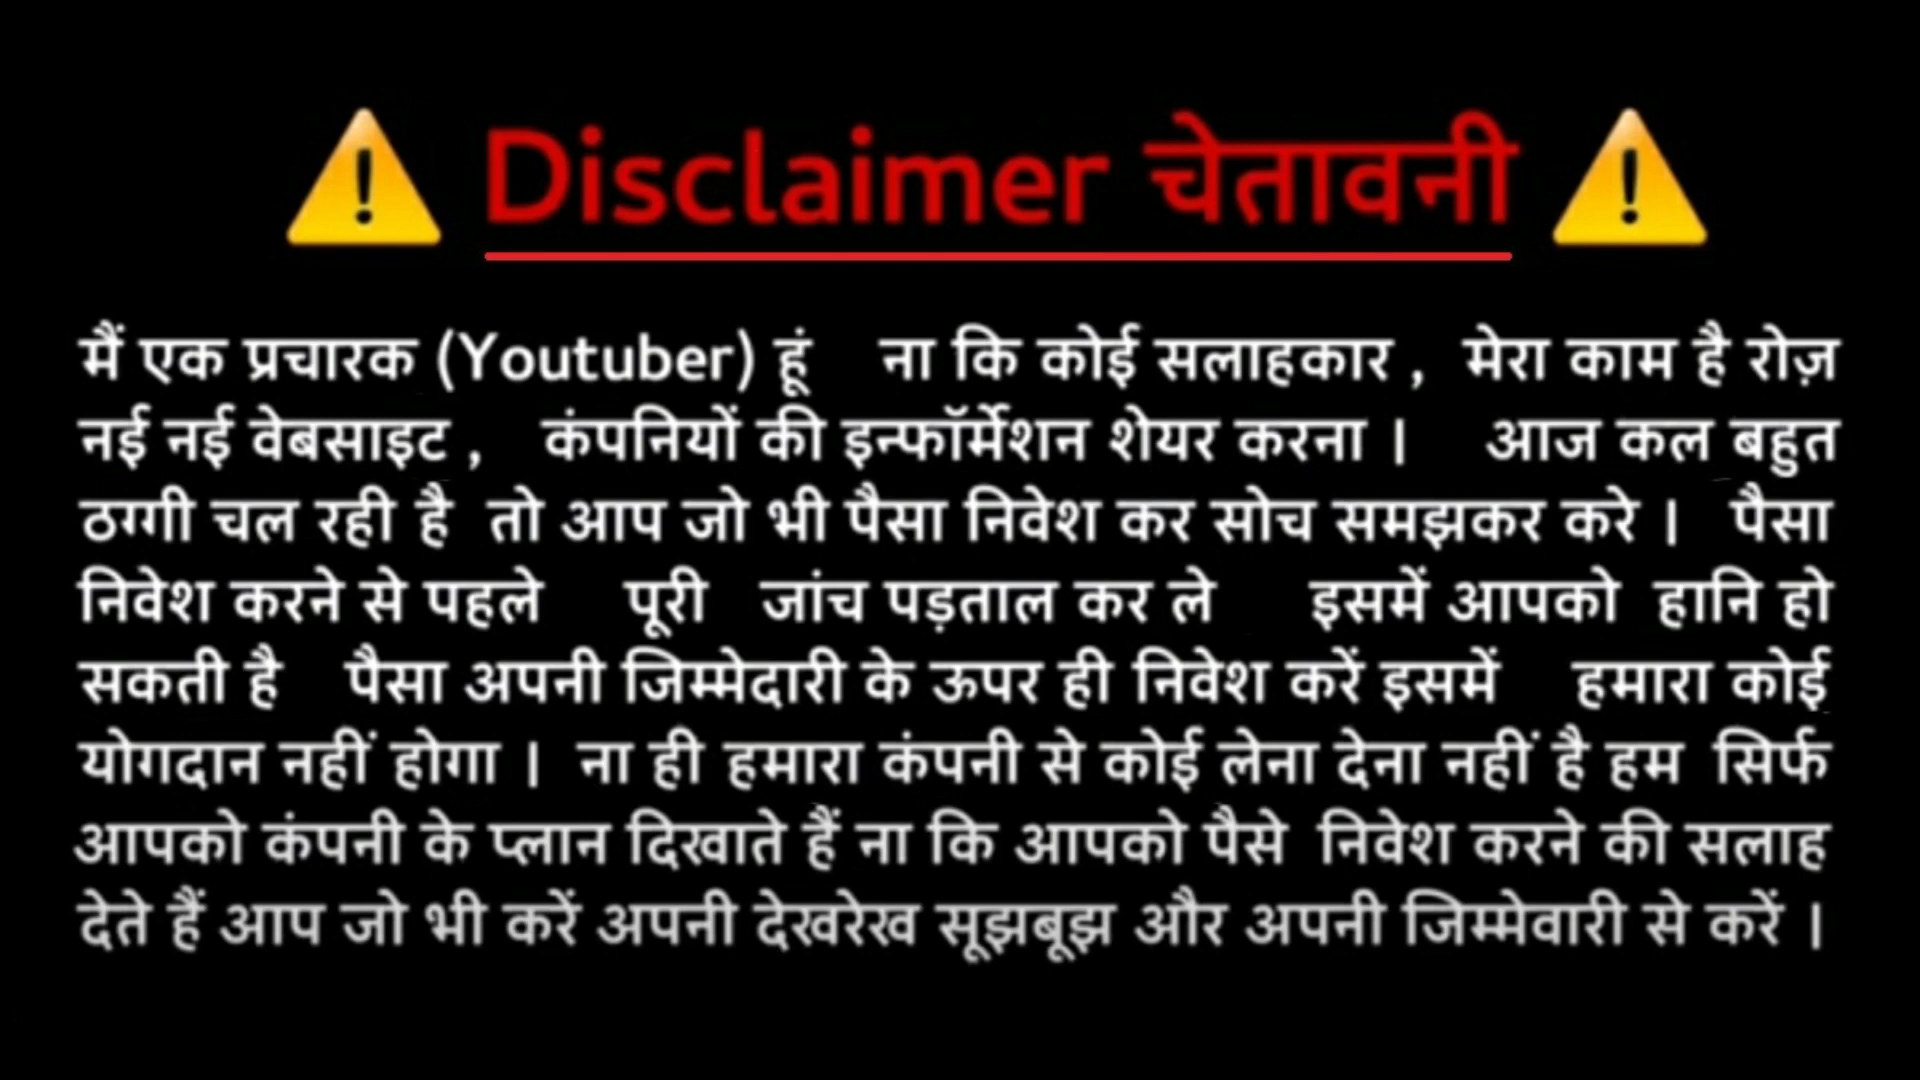 ⚠ Disclaimer चेतावनी ⚠
मैं एक प्रचारक (Youtuber) हूं ना कि कोई सलाहकार , मेरा काम है रोज़
नई नई वेबसाइट , कंपनियों की इन्फॉर्मेशन शेयर करना । आज कल बहुत
ठग्गी चल रही है तो आप जो भी पैसा निवेश कर सोच समझकर करे । पैसा
निवेश करने से पहले पूरी जांच पड़ताल कर ले इसमें आपको हानि हो
सकती है पैसा अपनी जिम्मेदारी के ऊपर ही निवेश करें इसमें हमारा कोई
योगदान नहीं होगा । ना ही हमारा कंपनी से कोई लेना देना नहीं है हम सिर्फ
आपको कंपनी के प्लान दिखाते हैं ना कि आपको पैसे निवेश करने की सलाह
देते हैं आप जो भी करें अपनी देखरेख सूझबूझ और अपनी जिम्मेवारी से करें ।